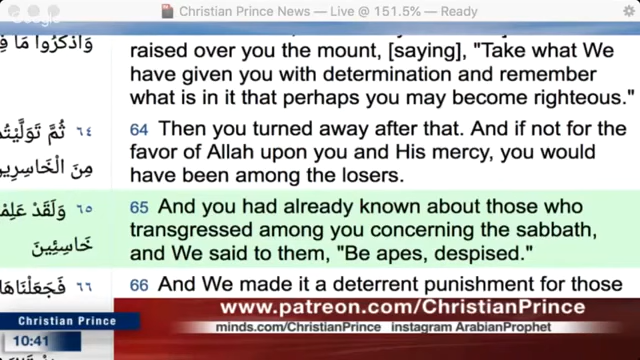 Christian Prince News — Live @ 151.5% — Ready
raised over you the mount, [saying], "Take what We
have given you with determination and remember
what is in it that perhaps you may become righteous."
64 Then you turned away after that. And if not for the
favor of Allah upon you and His mercy, you would
have been among the losers.
65 And you had already known about those who
transgressed among you concerning the sabbath,
and We said to them, "Be apes, despised."
66 And We made it a deterrent punishment for those
وَاذْكُرُوا مَا
٦٤ ثُمَّ
مِنَ الْخَاسِرِينَ
٦٥ وَلَقَدْ
خَاسِئِينَ
٦٦
www.patreon.com/ChristianPrince
minds.com/ChristianPrince instagram ArabianProphet
Christian Prince
10:41